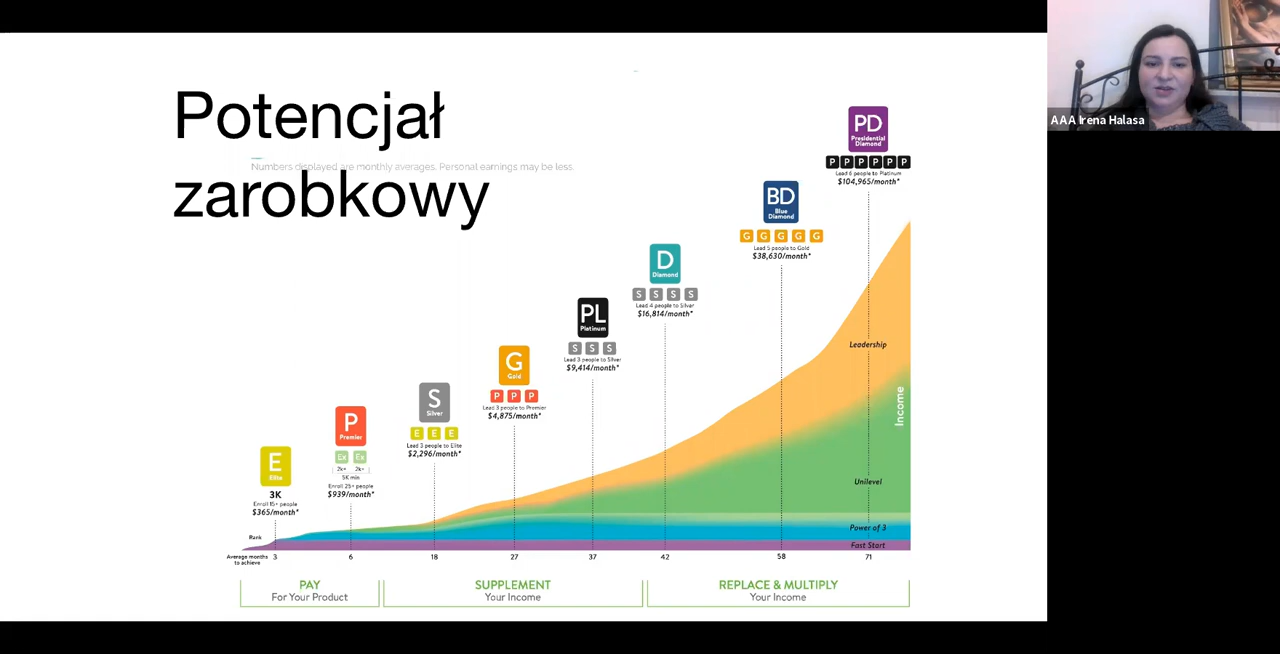 Potencjał
zarobkowy
Numbers displayed are monthly averages. Personal earnings may be less.
AAA Irena Halasa
PD
Presidential
Diamond
P P P P P P
Lead 6 people to Platinum
$104,965/month*
BD
Blue
Diamond
G G G G G
Lead 5 people to Gold
$38,630/month*
D
Diamond
S S S S
Lead 4 people to Silver
$16,814/month*
PL
Platinum
S S S
Lead 3 people to Silver
$9,414/month*
G
Gold
P P P
Lead 3 people to Premier
$4,875/month*
S
Silver
E E E
Lead 3 people to Elite
$2,296/month*
P
Premier
Ex Ex
2k+ 2k+
5K min
Enroll 25+ people
$939/month*
E
Elite
3K
Enroll 15+ people
$365/month*
Leadership
Income
Unilevel
Power of 3
Fast Start
Rank
Average months
to achieve
3 6 18 27 37 42 58 71
PAY
For Your Product
SUPPLEMENT
Your Income
REPLACE & MULTIPLY
Your Income